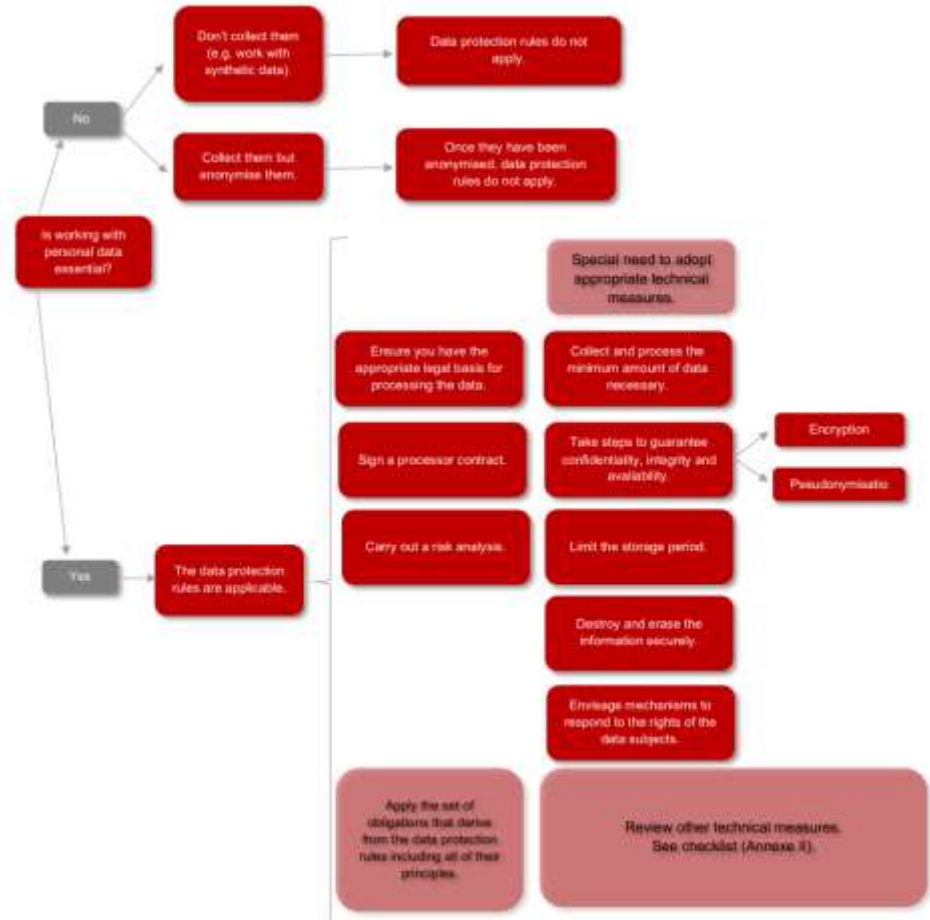 Don't collect them
(e.g. work with
synthetic data).
Data protection rules do not
apply.
No
Collect them but
anonymise them.
Once they have been
anonymised, data protection
rules do not apply.
Is working with
personal data
essential?
Special need to adopt
appropriate technical
measures.
Ensure you have the
appropriate legal basis for
processing the data.
Collect and process the
minimum amount of data
necessary.
Sign a processor contract.
Take steps to guarantee
confidentiality, integrity and
availability.
Encryption
Pseudonymisatio
Yes
The data protection
rules are applicable.
Carry out a risk analysis.
Limit the storage period.
Destroy and erase the
information securely.
Envisage mechanisms to
respond to the rights of the
data subjects.
Apply the set of
obligations that derive
from the data protection
rules including all of their
principles.
Review other technical measures.
See checklist (Annexe II).